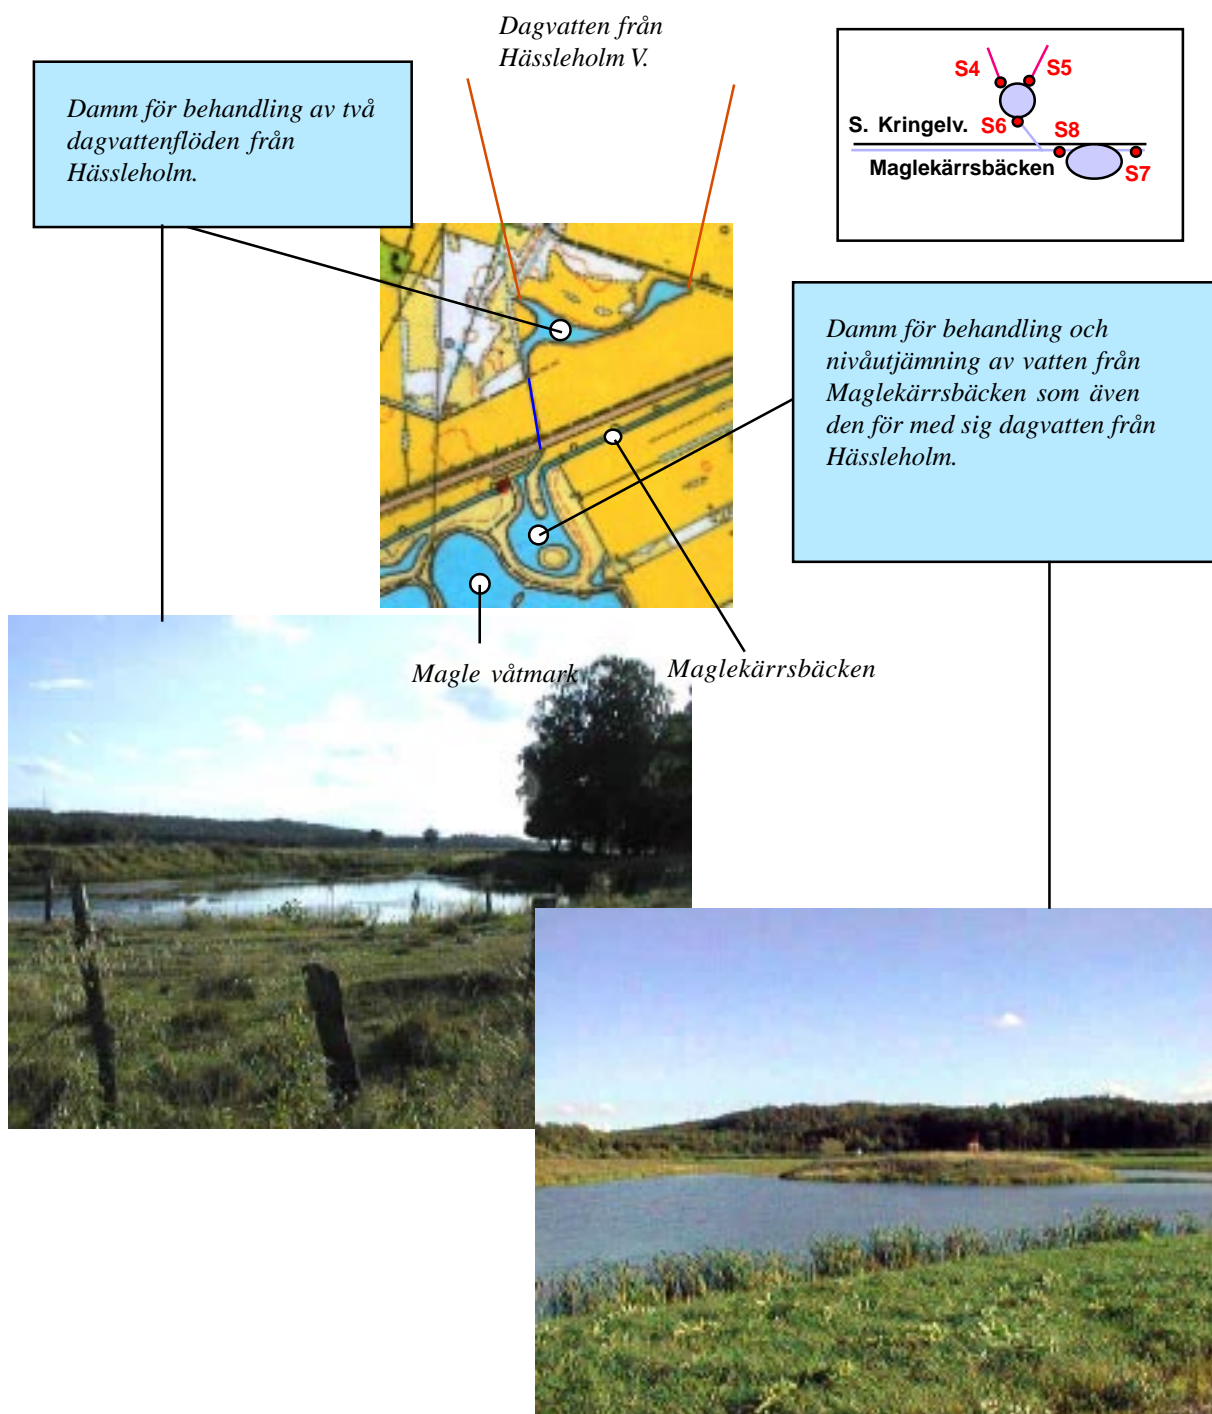 Dagvatten från
Hässleholm V.
Damm för behandling av två
dagvattenflöden från
Hässleholm.
S4
S5
S. Kringelv.
S6
S8
Maglekärrsbäcken
S7
Damm för behandling och
nivåutjämning av vatten från
Maglekärrsbäcken som även
den för med sig dagvatten från
Hässleholm.
Magle våtmark
Maglekärrsbäcken